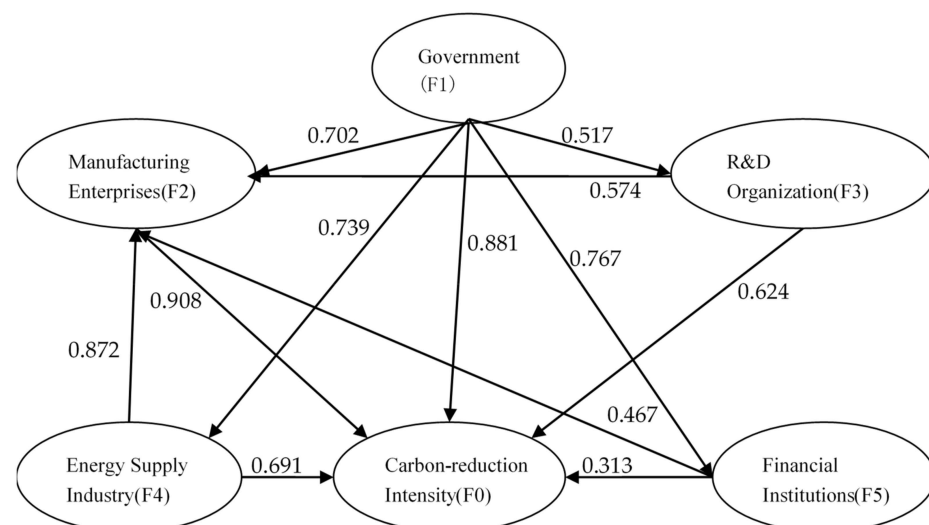 Government
(F1)
0.702
0.517
Manufacturing
Enterprises(F2)
R&D
Organization(F3)
0.574
0.739
0.881
0.767
0.908
0.624
0.872
0.467
Energy Supply
Industry(F4)
0.691
Carbon-reduction
Intensity(F0)
0.313
Financial
Institutions(F5)